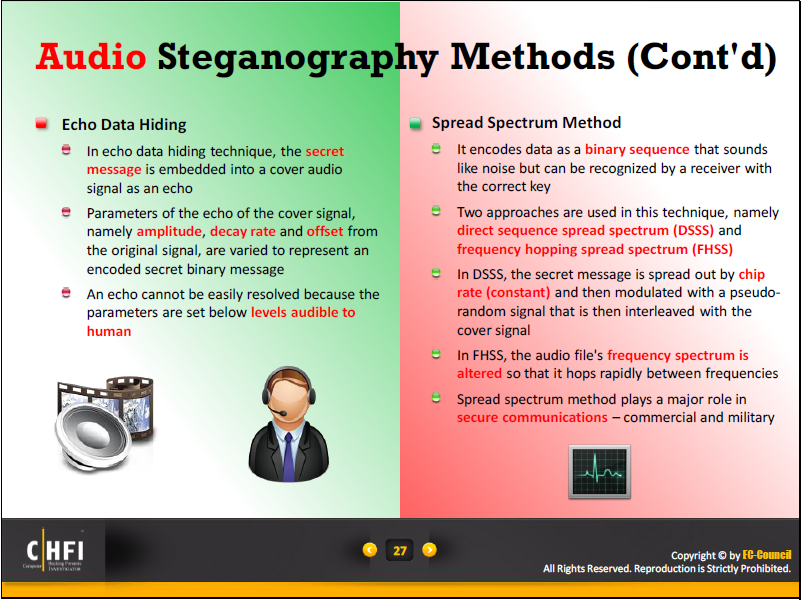 Audio Steganography Methods (Cont'd)
Echo Data Hiding
In echo data hiding technique, the secret
message is embedded into a cover audio
signal as an echo
Parameters of the echo of the cover signal,
namely amplitude, decay rate and offset from
the original signal, are varied to represent an
encoded secret binary message
An echo cannot be easily resolved because the
parameters are set below levels audible to
human
Spread Spectrum Method
It encodes data as a binary sequence that sounds
like noise but can be recognized by a receiver with
the correct key
Two approaches are used in this technique, namely
direct sequence spread spectrum (DSSS) and
frequency hopping spread spectrum (FHSS)
In DSSS, the secret message is spread out by chip
rate (constant) and then modulated with a pseudo-
random signal that is then interleaved with the
cover signal
In FHSS, the audio file's frequency spectrum is
altered so that it hops rapidly between frequencies
Spread spectrum method plays a major role in
secure communications – commercial and military
CHFI
Computer Hacking Forensic
INVESTIGATOR
27
Copyright © by EC-Council
All Rights Reserved. Reproduction is Strictly Prohibited.